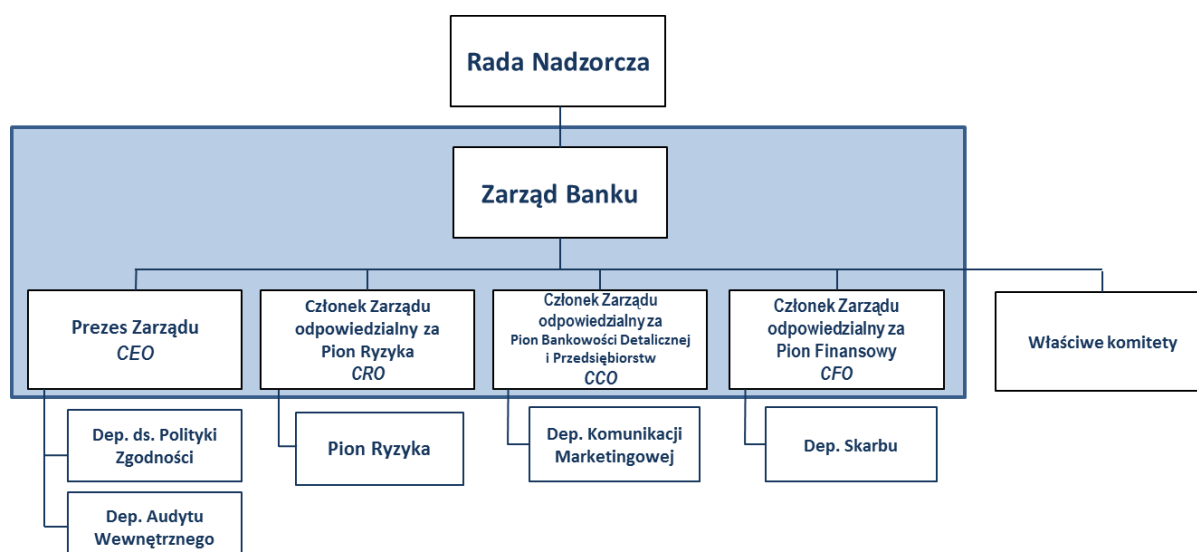 Rada Nadzorcza
Zarząd Banku
Prezes Zarządu
CEO
Członek Zarządu
odpowiedzialny za
Pion Ryzyka
CRO
Członek Zarządu
odpowiedzialny za
Pion Bankowości Detalicznej
i Przedsiębiorstw
CCO
Członek Zarządu
odpowiedzialny za
Pion Finansowy
CFO
Właściwe komitety
Dep. ds. Polityki
Zgodności
Pion Ryzyka
Dep. Komunikacji
Marketingowej
Dep. Skarbu
Dep. Audytu
Wewnętrznego